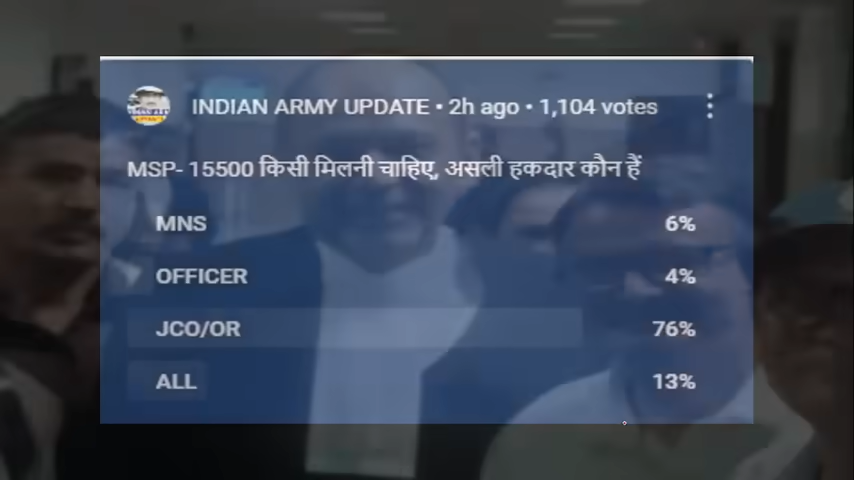 INDIAN ARMY UPDATE • 2h ago • 1,104 votes
MSP- 15500 किसी मिलनी चाहिए, असली हकदार कौन हैं
MNS 6%
OFFICER 4%
JCO/OR 76%
ALL 13%